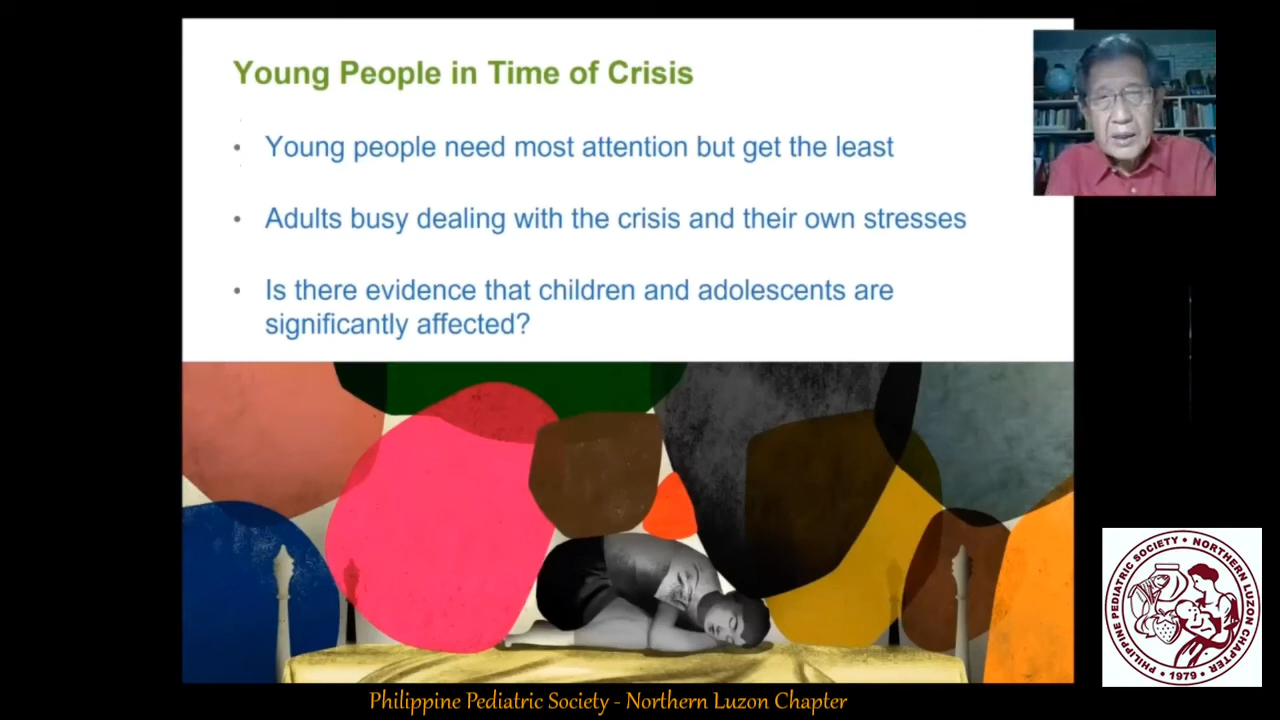 Young People in Time of Crisis
• Young people need most attention but get the least
• Adults busy dealing with the crisis and their own stresses
• Is there evidence that children and adolescents are
significantly affected?
PHILIPPINE PEDIATRIC SOCIETY • NORTHERN LUZON CHAPTER
• 1979 •
Philippine Pediatric Society - Northern Luzon Chapter